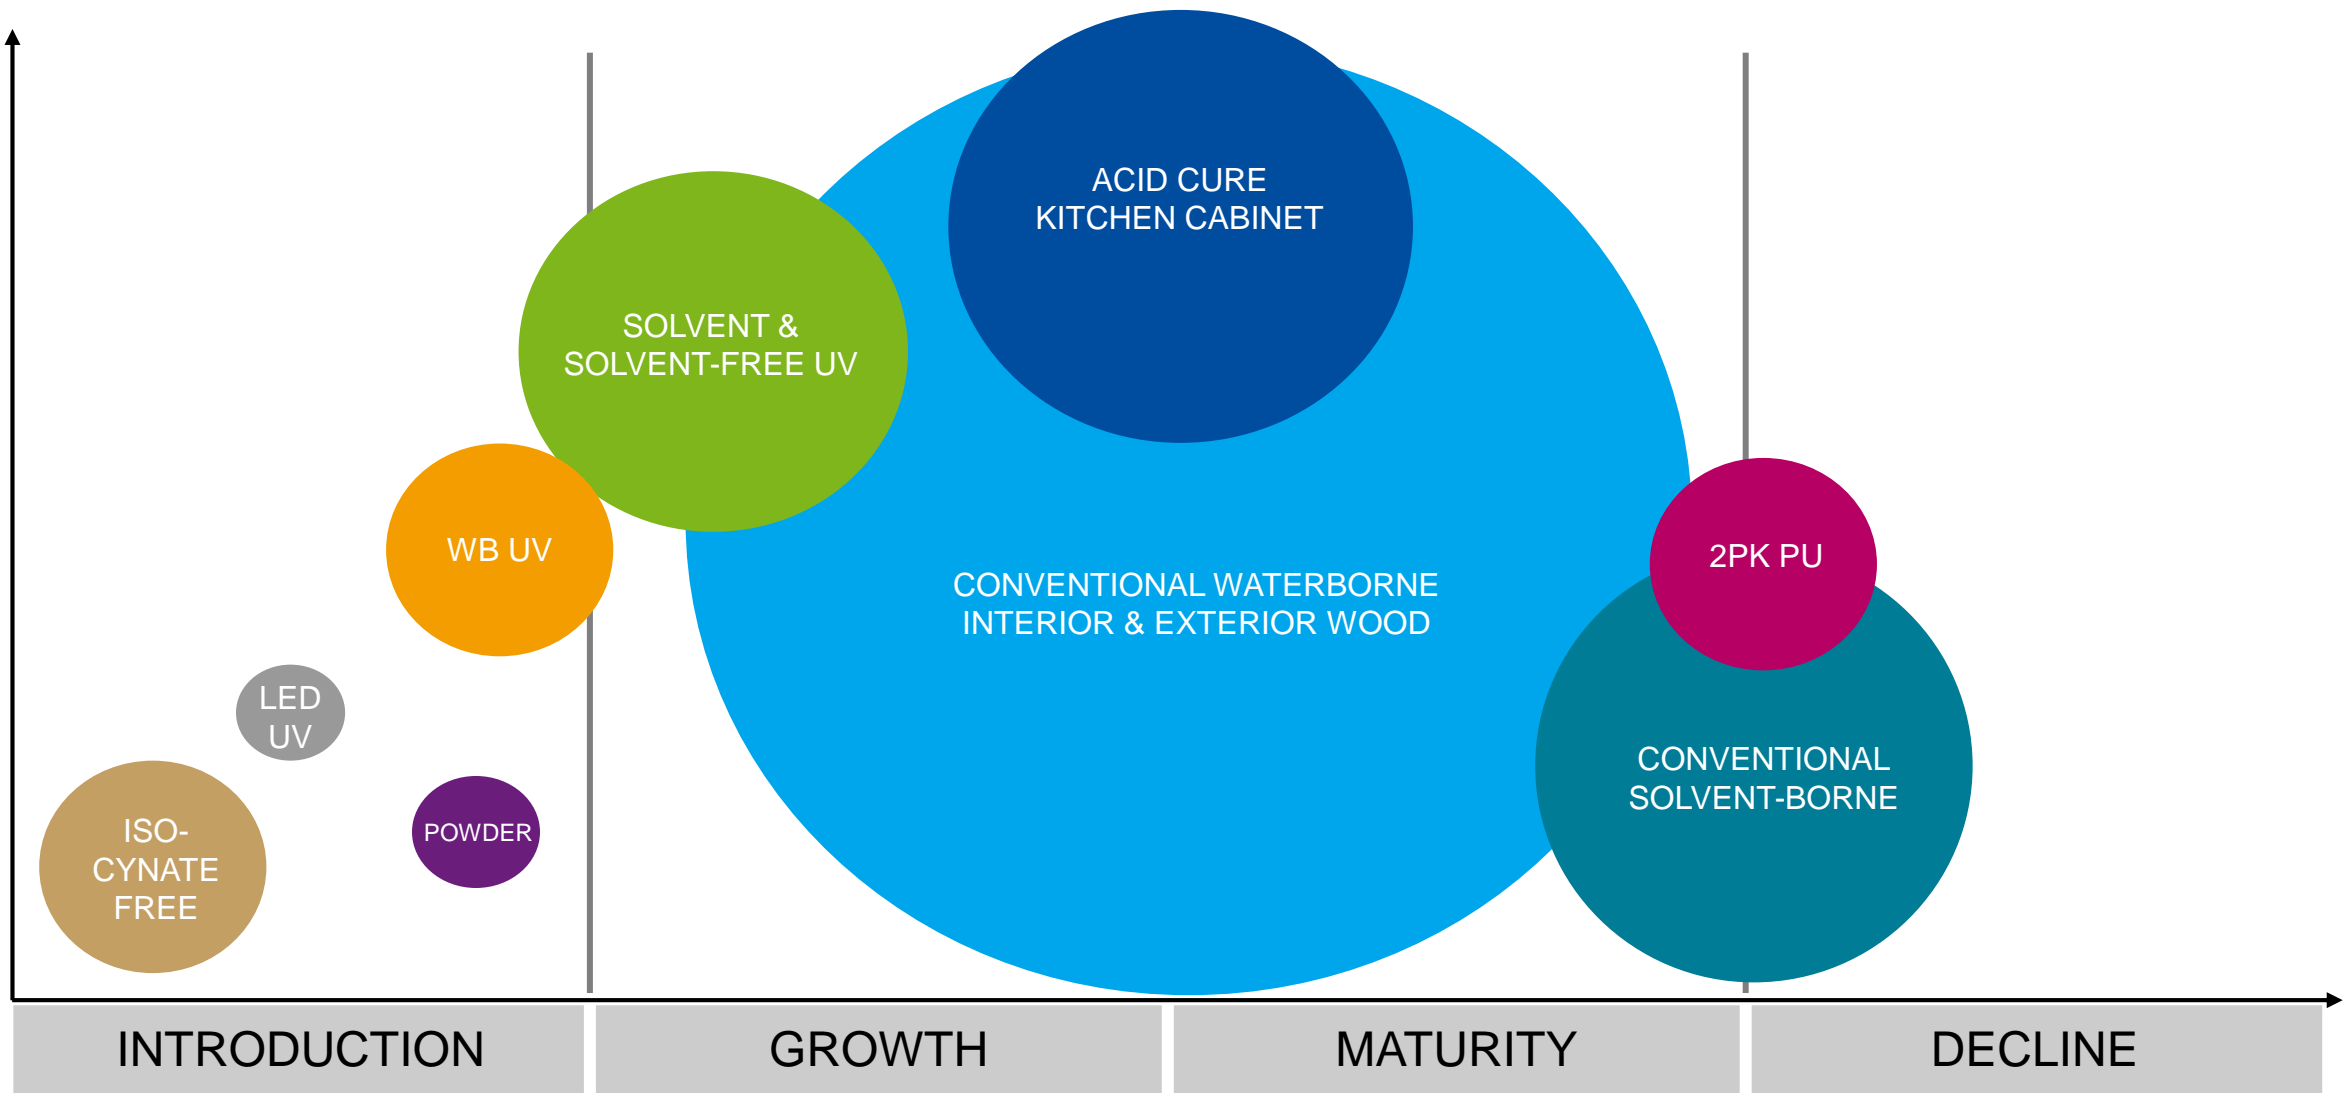 ACID CURE
KITCHEN CABINET
SOLVENT &
SOLVENT-FREE UV
WB UV
2PK PU
CONVENTIONAL WATERBORNE
INTERIOR & EXTERIOR WOOD
LED
UV
CONVENTIONAL
SOLVENT-BORNE
ISO-
CYNATE
FREE
POWDER
INTRODUCTION
GROWTH
MATURITY
DECLINE